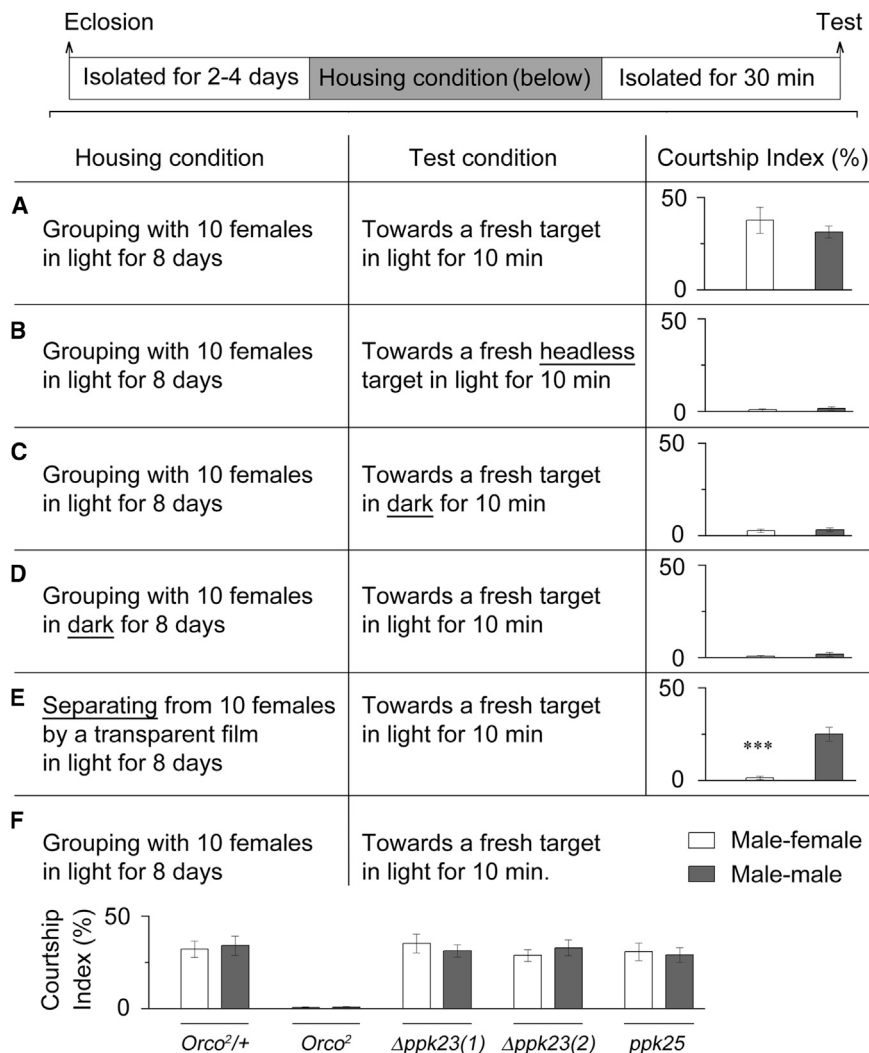 Eclosion
Test
Isolated for 2-4 days
Housing condition (below)
Isolated for 30 min
Housing condition
Test condition
Courtship Index (%)
A
Grouping with 10 females
in light for 8 days
Towards a fresh target
in light for 10 min
50
0
B
Grouping with 10 females
in light for 8 days
Towards a fresh headless
target in light for 10 min
50
0
C
Grouping with 10 females
in light for 8 days
Towards a fresh target
in dark for 10 min
50
0
D
Grouping with 10 females
in dark for 8 days
Towards a fresh target
in light for 10 min
50
0
E
Separating from 10 females
by a transparent film
in light for 8 days
Towards a fresh target
in light for 10 min
50
***
0
F
Grouping with 10 females
in light for 8 days
Towards a fresh target
in light for 10 min.
Male-female
Male-male
Courtship
Index (%)
50
0
Orco²/+
Orco²
Δppk23(1)
Δppk23(2)
ppk25